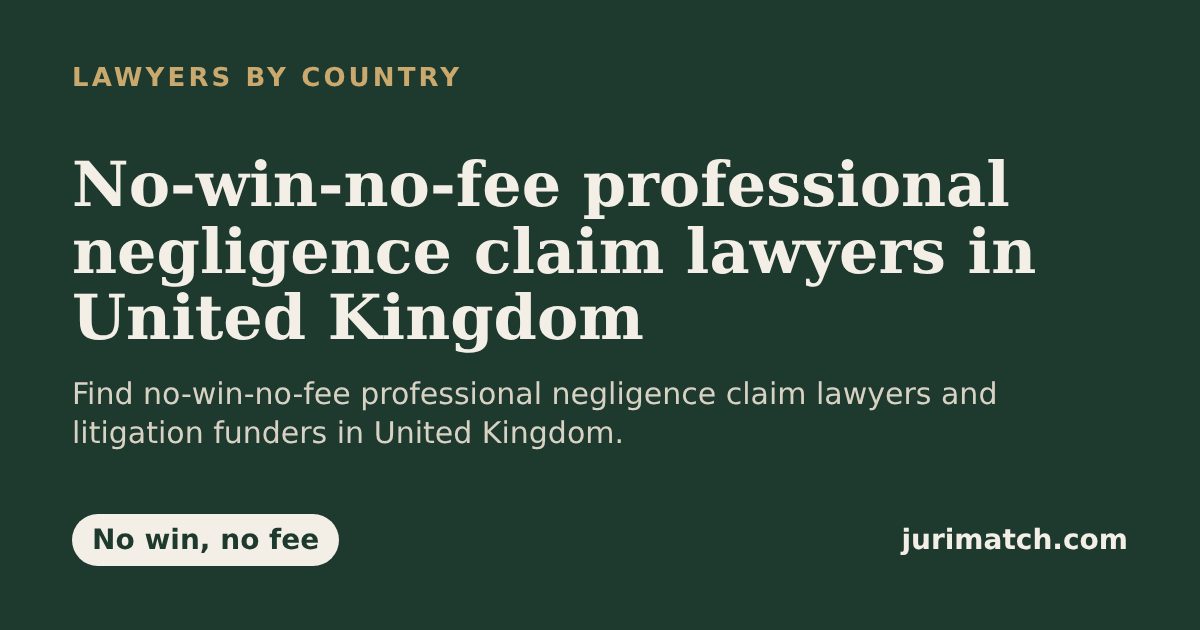 LAWYERS BY COUNTRY
No-win-no-fee professional
negligence claim lawyers in
United Kingdom
Find no-win-no-fee professional negligence claim lawyers and
litigation funders in United Kingdom.
No win, no fee
jurimatch.com